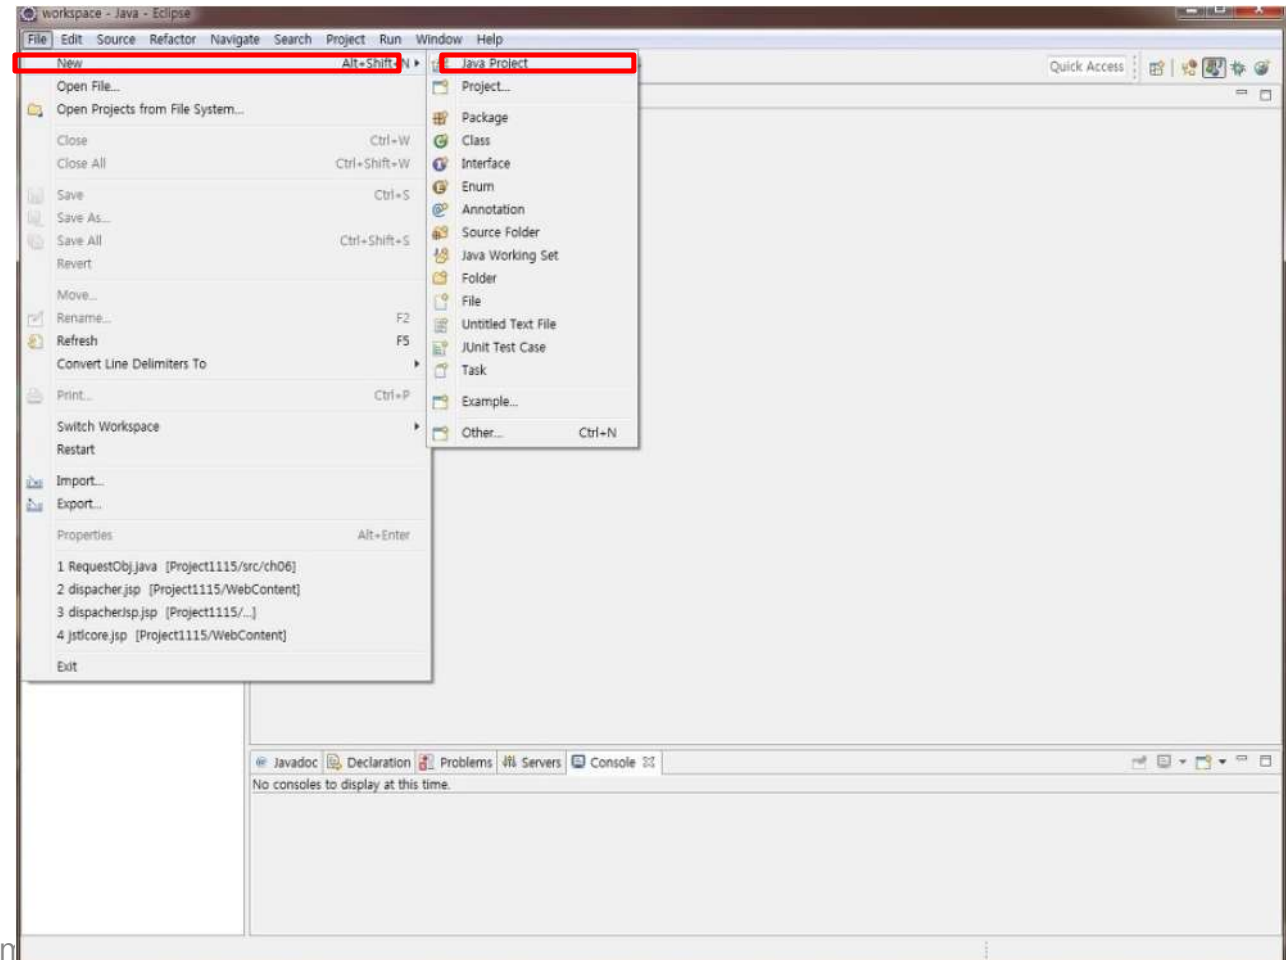 workspace - Java - Eclipse
File Edit Source Refactor Navigate Search Project Run Window Help
New Alt+Shift+N
Open File...
Open Projects from File System...
Close Ctrl+W
Close All Ctrl+Shift+W
Save Ctrl+S
Save As...
Save All Ctrl+Shift+S
Revert
Move...
Rename... F2
Refresh F5
Convert Line Delimiters To
Print... Ctrl+P
Switch Workspace
Restart
Import...
Export...
Properties Alt+Enter
1 RequestObj.java [Project1115/src/ch06]
2 dispacher.jsp [Project1115/WebContent]
3 dispacherJsp.jsp [Project1115/...]
4 jstlcore.jsp [Project1115/WebContent]
Exit
Java Project
Project...
Package
Class
Interface
Enum
Annotation
Source Folder
Java Working Set
Folder
File
Untitled Text File
JUnit Test Case
Task
Example...
Other... Ctrl+N
Quick Access
Javadoc Declaration Problems Servers Console
No consoles to display at this time.